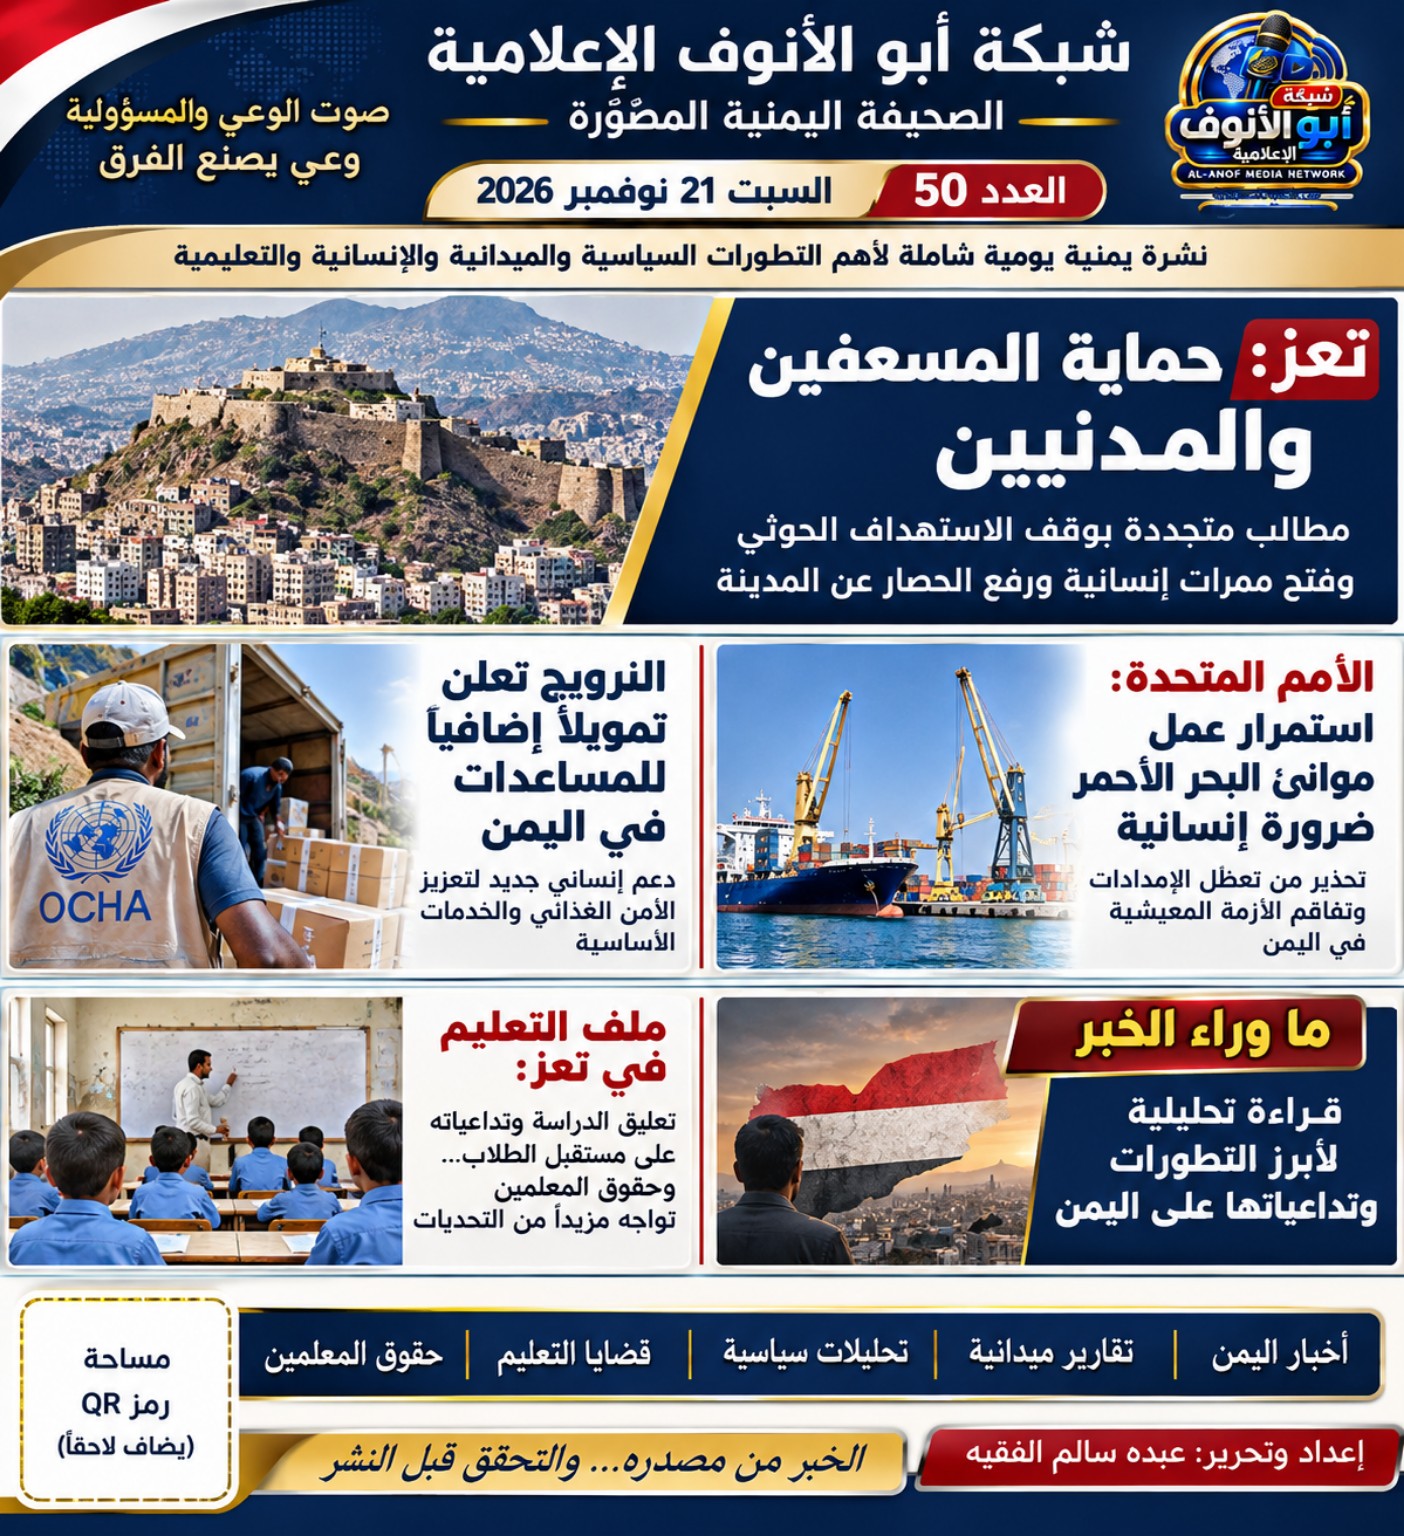 شبكة أبو الأنوف الإعلامية
الصحيفة اليمنية المصوَّرة
صوت الوعي والمسؤولية
وعي يصنع الفرق
شبكة
أبو الأنوف
الإعلامية
AL-ANOF MEDIA NETWORK
العدد 50
السبت 21 نوفمبر 2026
نشرة يمنية يومية شاملة لأهم التطورات السياسية والميدانية والإنسانية والتعليمية
تعز: حماية المسعفين
والمدنيين
مطالب متجددة بوقف الاستهداف الحوثي
وفتح ممرات إنسانية ورفع الحصار عن المدينة
الأمم المتحدة:
استمرار عمل
موانئ البحر الأحمر
ضرورة إنسانية
تحذير من تعطّل الإمدادات
وتفاقم الأزمة المعيشية
في اليمن
النرويج تعلن
تمويلاً إضافياً
للمساعدات
في اليمن
دعم إنساني جديد لتعزيز
الأمن الغذائي والخدمات
الأساسية
OCHA
ما وراء الخبر
قراءة تحليلية
لأبرز التطورات
وتداعياتها على اليمن
ملف التعليم
في تعز:
تعليق الدراسة وتداعياته
على مستقبل الطلاب...
وحقوق المعلمين
تواجه مزيداً من التحديات
أخبار اليمن
تقارير ميدانية
تحليلات سياسية
قضايا التعليم
حقوق المعلمين
مساحة
رمز QR
(يضاف لاحقاً)
إعداد وتحرير: عبده سالم الفقيه
الخبر من مصدره... والتحقق قبل النشر